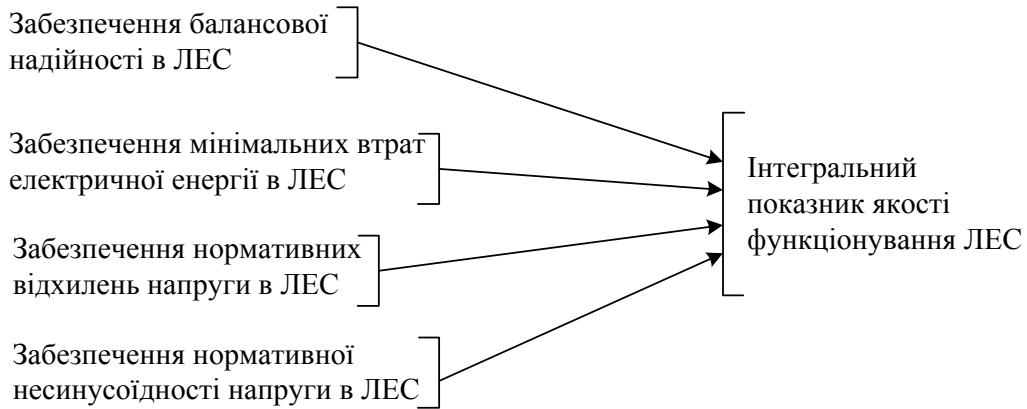 Забезпечення балансової
надійності в ЛЕС
Забезпечення мінімальних втрат
електричної енергії в ЛЕС
Забезпечення нормативних
відхилень напруги в ЛЕС
Забезпечення нормативної
несинусоїдності напруги в ЛЕС
Інтегральний
показник якості
функціонування ЛЕС